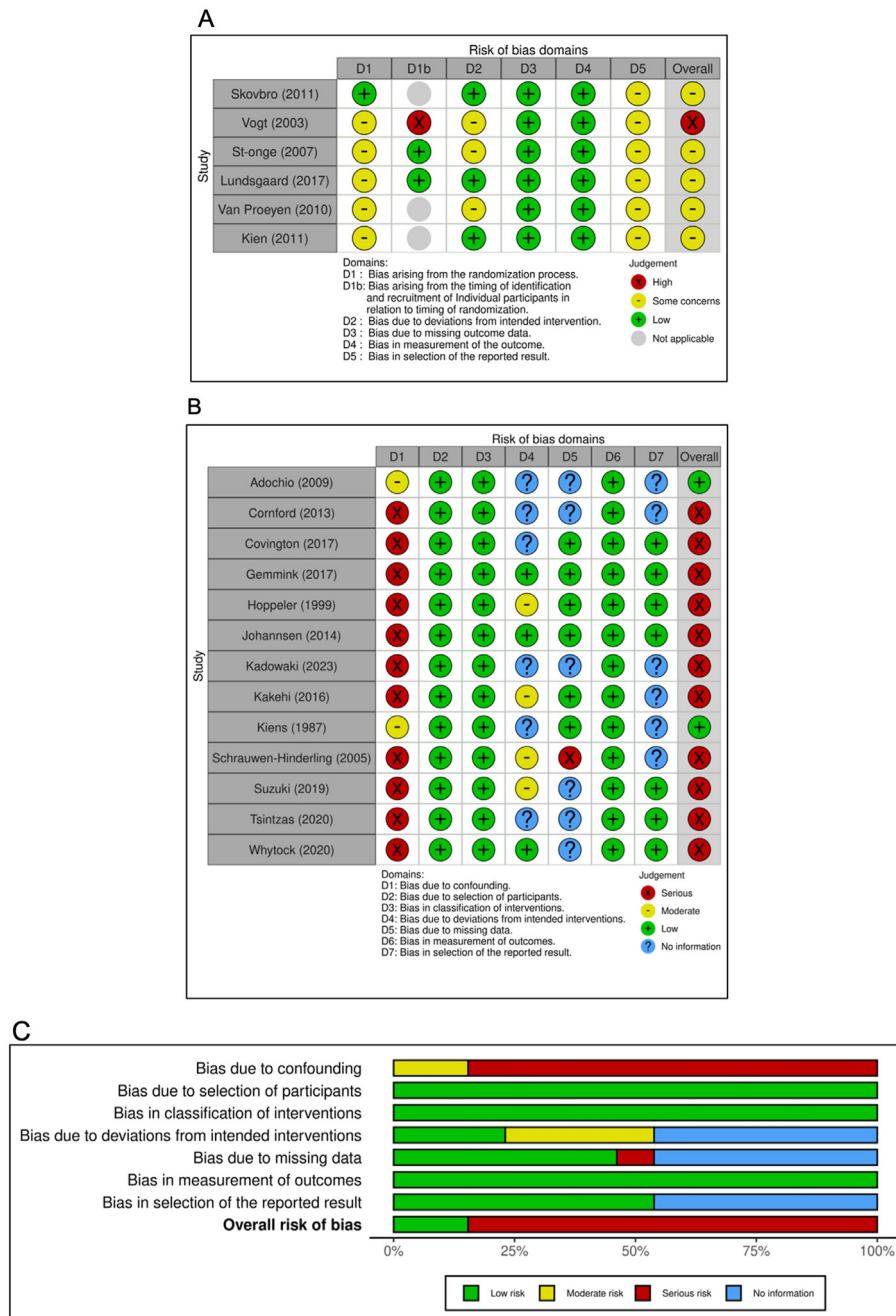 A
Risk of bias domains
D1 D1b D2 D3 D4 D5 Overall
Study
Skovbro (2011) + + + + - -
Vogt (2003) - X - + + - X
St-onge (2007) - + - + + - -
Lundsgaard (2017) - + + + + - -
Van Proeyen (2010) - - + + - -
Kien (2011) - + + + - -
Domains:
D1 : Bias arising from the randomization process.
D1b: Bias arising from the timing of identification
and recruitment of Individual participants in
relation to timing of randomization.
D2 : Bias due to deviations from intended intervention.
D3 : Bias due to missing outcome data.
D4 : Bias in measurement of the outcome.
D5 : Bias in selection of the reported result.
Judgement
X High
- Some concerns
+ Low
Not applicable
B
Risk of bias domains
D1 D2 D3 D4 D5 D6 D7 Overall
Study
Adochio (2009) - + + ? ? + ? +
Cornford (2013) X + + ? ? + ? X
Covington (2017) X + + ? + + + X
Gemmink (2017) X + + + + + + X
Hoppeler (1999) X + + - + + + X
Johannsen (2014) X + + + + + + X
Kadowaki (2023) X + + ? ? + ? X
Kakehi (2016) X + + - + + ? X
Kiens (1987) - + + ? + + ? +
Schrauwen-Hinderling (2005) X + + - X + ? X
Suzuki (2019) X + + - ? + + X
Tsintzas (2020) X + + ? ? + + X
Whytock (2020) X + + + ? + + X
Domains:
D1: Bias due to confounding.
D2: Bias due to selection of participants.
D3: Bias in classification of interventions.
D4: Bias due to deviations from intended interventions.
D5: Bias due to missing data.
D6: Bias in measurement of outcomes.
D7: Bias in selection of the reported result.
Judgement
X Serious
- Moderate
+ Low
? No information
C
Bias due to confounding
Bias due to selection of participants
Bias in classification of interventions
Bias due to deviations from intended interventions
Bias due to missing data
Bias in measurement of outcomes
Bias in selection of the reported result
Overall risk of bias
0% 25% 50% 75% 100%
Low risk Moderate risk Serious risk No information